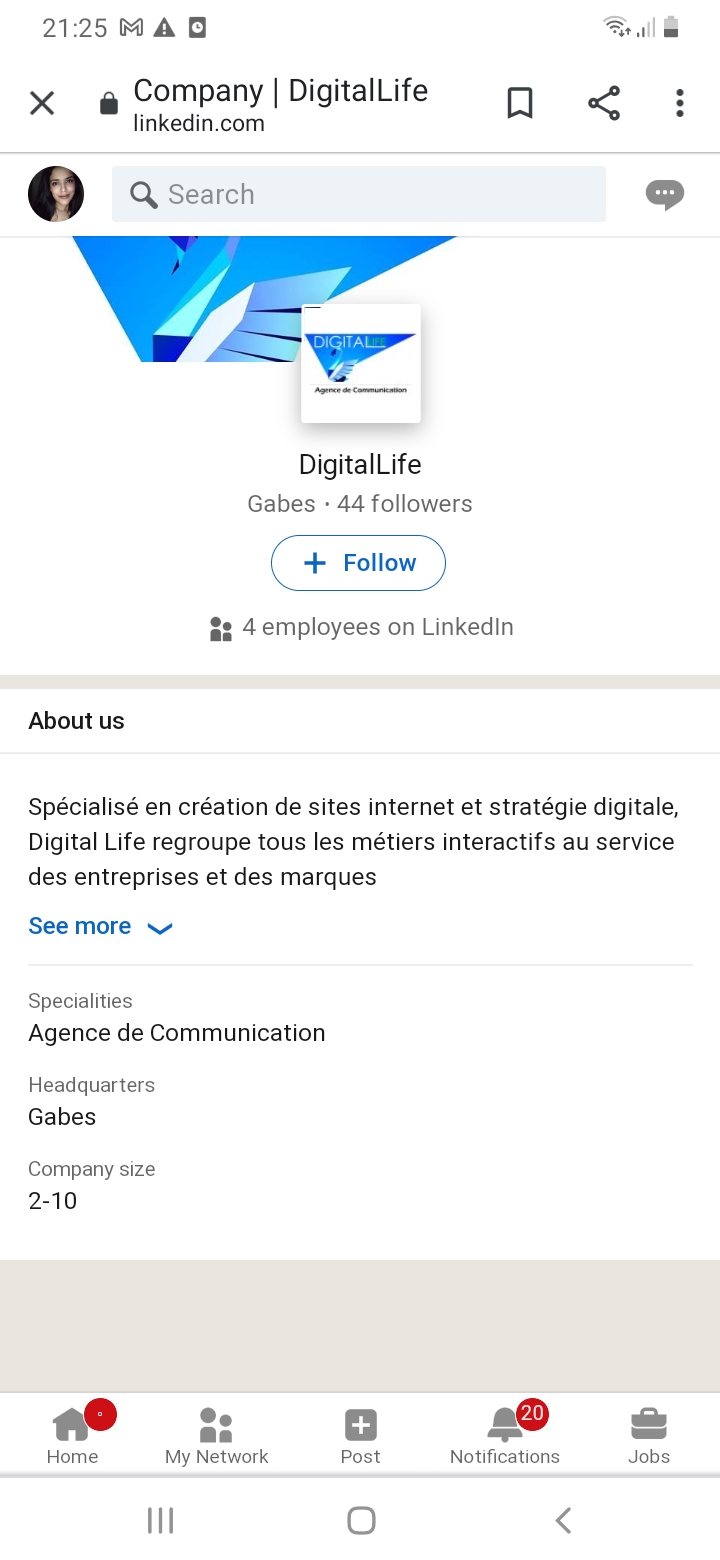 21:25
Company | DigitalLife
linkedin.com
Search
DIGITALLIFE
Agence de Communication
DigitalLife
Gabes · 44 followers
+ Follow
4 employees on LinkedIn
About us
Spécialisé en création de sites internet et stratégie digitale,
Digital Life regroupe tous les métiers interactifs au service
des entreprises et des marques
See more
Specialities
Agence de Communication
Headquarters
Gabes
Company size
2-10
20
Home
My Network
Post
Notifications
Jobs